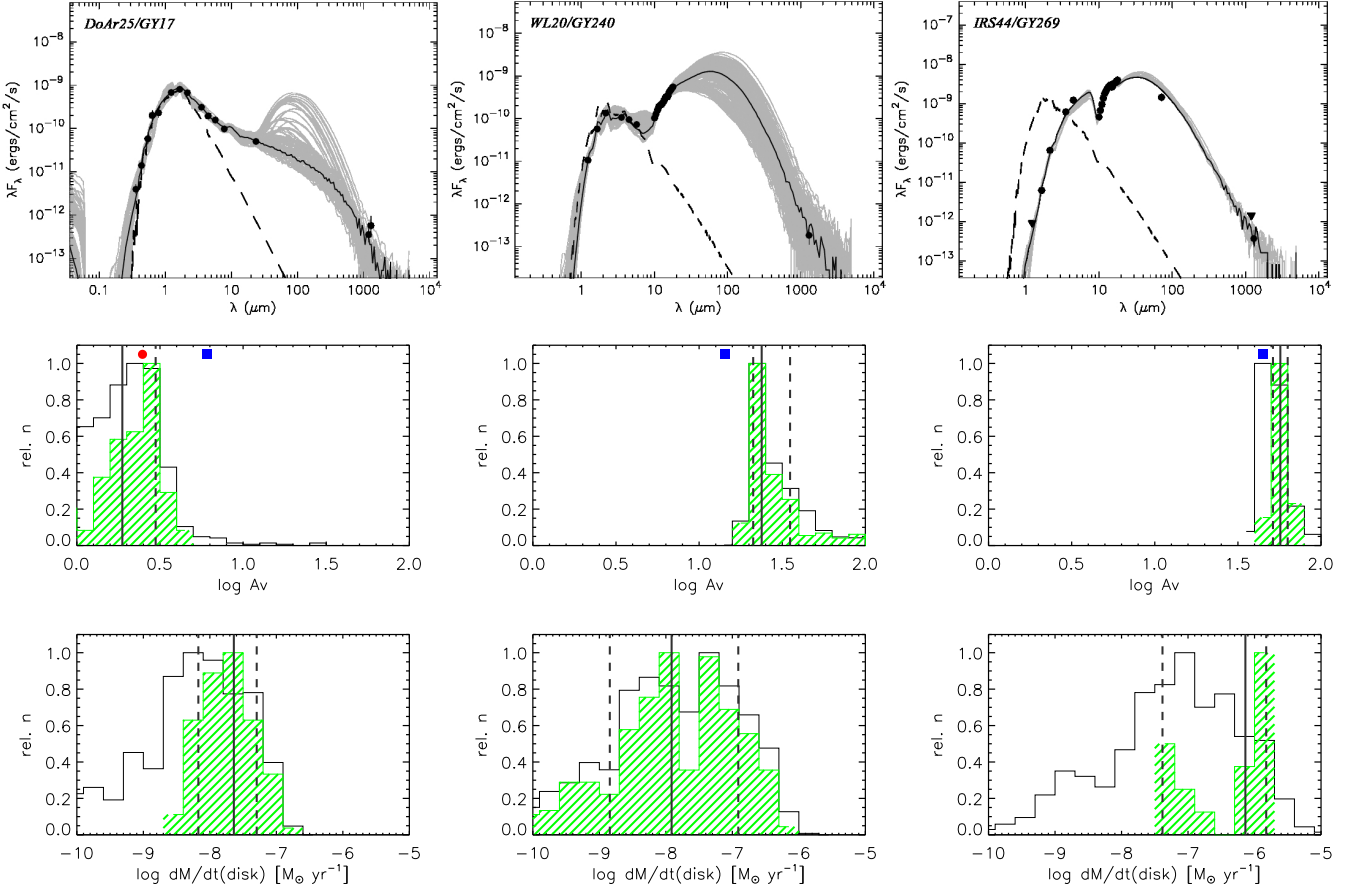 DoAr25/GY17
WL20/GY240
IRS44/GY269
λFλ (ergs/cm²/s)
10⁻⁸
10⁻⁹
10⁻¹⁰
10⁻¹¹
10⁻¹²
10⁻¹³
0.1 1 10 100 1000 10⁴
λ (μm)
λFλ (ergs/cm²/s)
10⁻⁸
10⁻⁹
10⁻¹⁰
10⁻¹¹
10⁻¹²
10⁻¹³
1 10 100 1000 10⁴
λ (μm)
λFλ (ergs/cm²/s)
10⁻⁷
10⁻⁸
10⁻⁹
10⁻¹⁰
10⁻¹¹
10⁻¹²
10⁻¹³
1 10 100 1000 10⁴
λ (μm)
rel. n
1.0
0.8
0.6
0.4
0.2
0.0
0.0 0.5 1.0 1.5 2.0
log Av
rel. n
1.0
0.8
0.6
0.4
0.2
0.0
0.0 0.5 1.0 1.5 2.0
log Av
rel. n
1.0
0.8
0.6
0.4
0.2
0.0
0.0 0.5 1.0 1.5 2.0
log Av
rel. n
1.0
0.8
0.6
0.4
0.2
0.0
-10 -9 -8 -7 -6 -5
log dM/dt(disk) [M⊙ yr⁻¹]
rel. n
1.0
0.8
0.6
0.4
0.2
0.0
-10 -9 -8 -7 -6 -5
log dM/dt(disk) [M⊙ yr⁻¹]
rel. n
1.0
0.8
0.6
0.4
0.2
0.0
-10 -9 -8 -7 -6 -5
log dM/dt(disk) [M⊙ yr⁻¹]